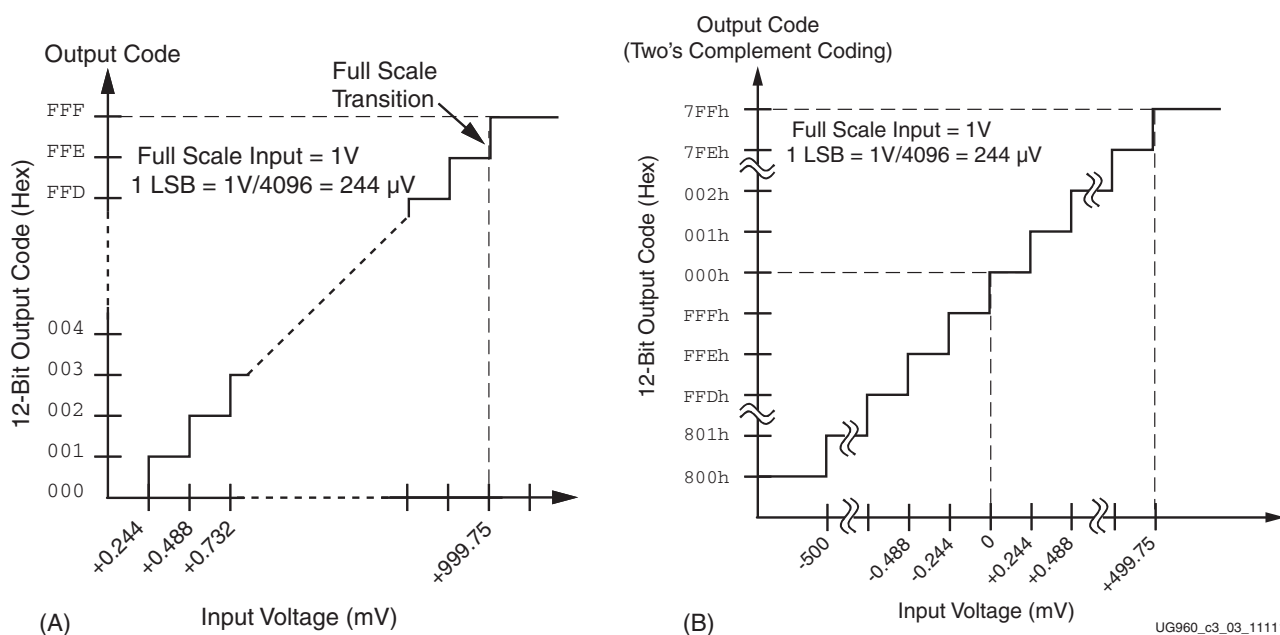 Output Code
Full Scale
Transition
FFF
FFE
FFD
Full Scale Input = 1V
1 LSB = 1V/4096 = 244 µV
12-Bit Output Code (Hex)
004
003
002
001
000
+0.244
+0.488
+0.732
+999.75
Input Voltage (mV)
(A)
Output Code
(Two's Complement Coding)
7FFh
7FEh
Full Scale Input = 1V
1 LSB = 1V/4096 = 244 µV
12-Bit Output Code (Hex)
002h
001h
000h
FFFh
FFEh
FFDh
801h
800h
-500
-0.488
-0.244
0
+0.244
+0.488
+499.75
Input Voltage (mV)
(B)
UG960_c3_03_1111